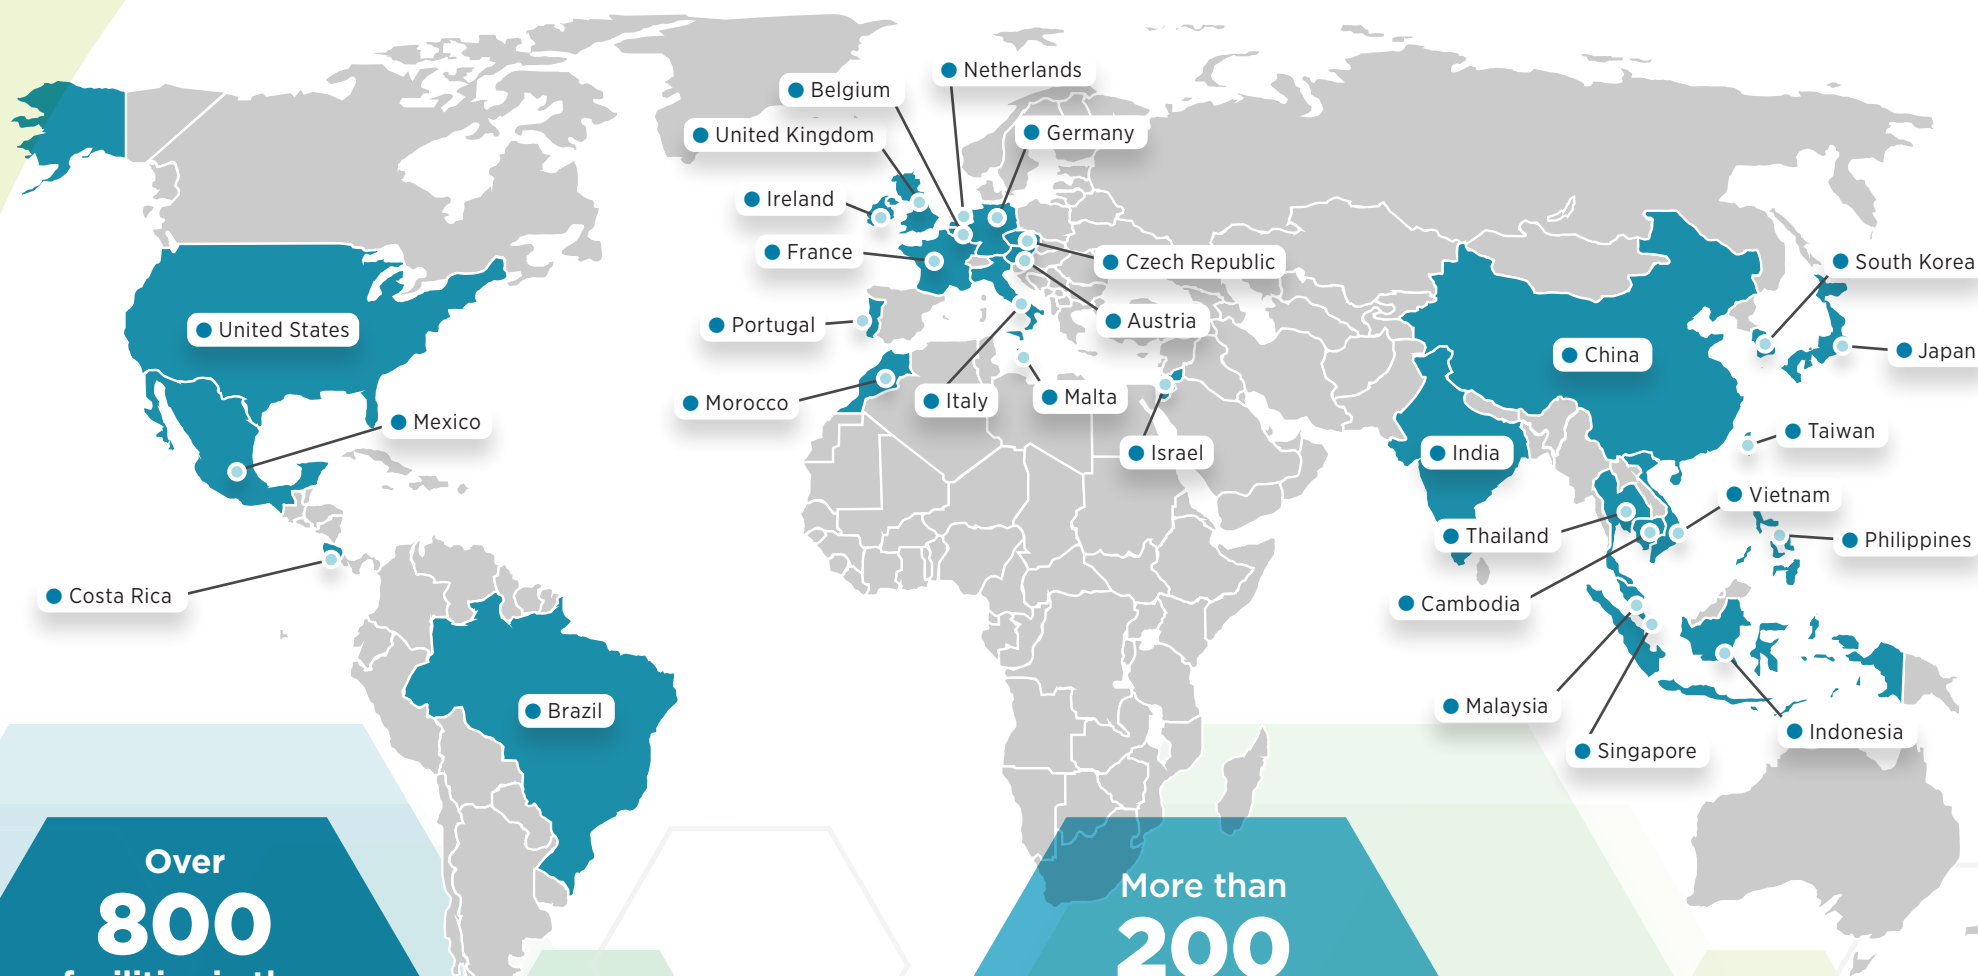 Netherlands
Belgium
United Kingdom
Germany
Ireland
France
Czech Republic
South Korea
Portugal
Austria
United States
China
Japan
Morocco
Italy
Malta
Mexico
Israel
India
Taiwan
Vietnam
Thailand
Philippines
Costa Rica
Cambodia
Brazil
Malaysia
Indonesia
Singapore
Over
800
More than
200